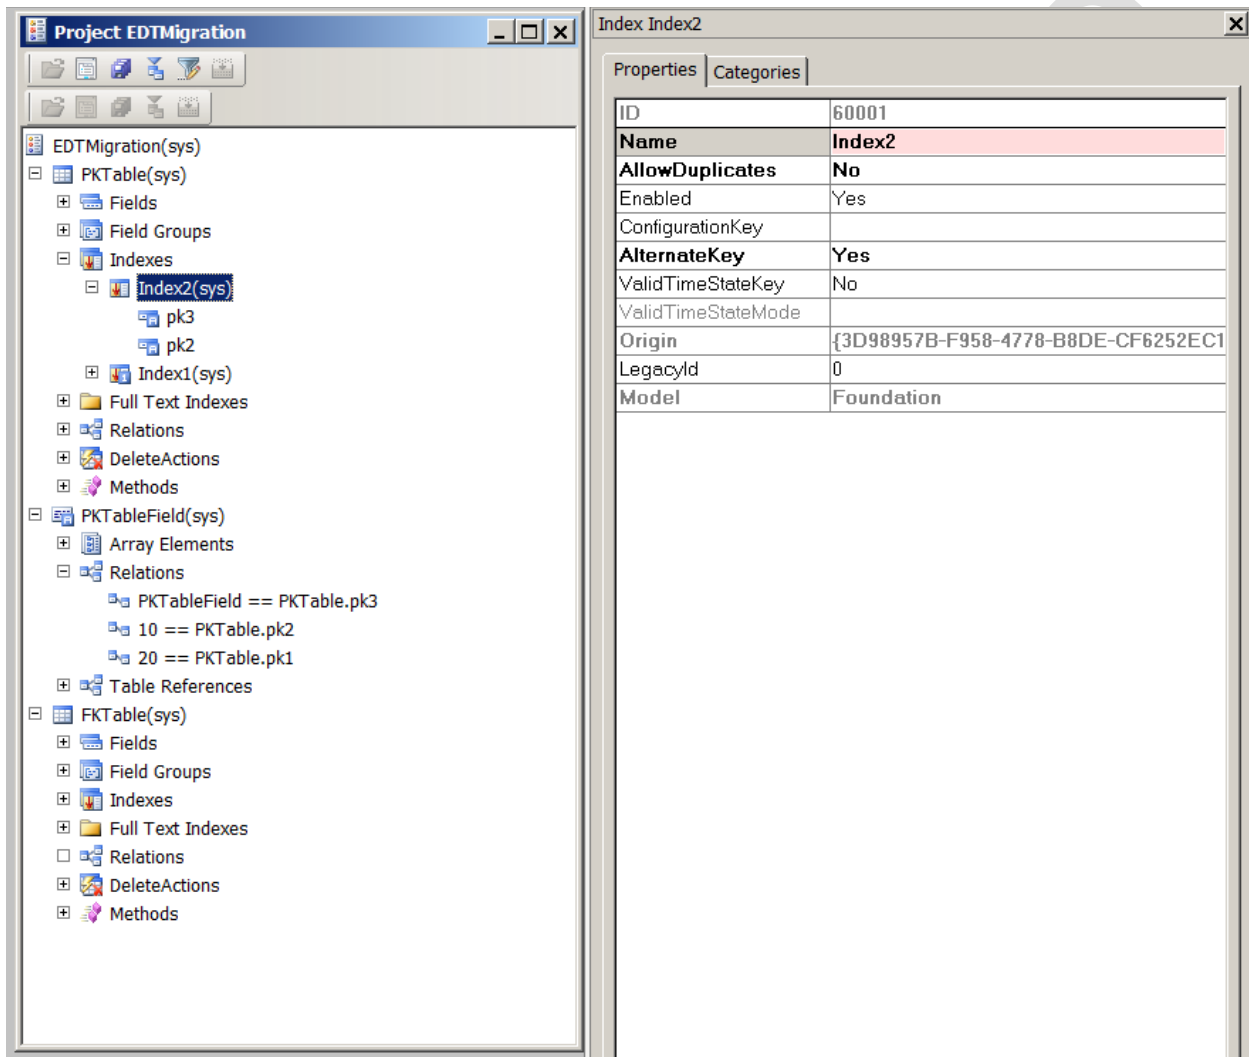 Project EDTMigration
EDTMigration(sys)
PKTable(sys)
Fields
Field Groups
Indexes
Index2(sys)
pk3
pk2
Index1(sys)
Full Text Indexes
Relations
DeleteActions
Methods
PKTableField(sys)
Array Elements
Relations
PKTableField == PKTable.pk3
10 == PKTable.pk2
20 == PKTable.pk1
Table References
FKTable(sys)
Fields
Field Groups
Indexes
Full Text Indexes
Relations
DeleteActions
Methods
Index Index2
Properties Categories
ID 60001
Name Index2
AllowDuplicates No
Enabled Yes
ConfigurationKey
AlternateKey Yes
ValidTimeStateKey No
ValidTimeStateMode
Origin {3D98957B-F958-4778-B8DE-CF6252EC1
LegacyId 0
Model Foundation